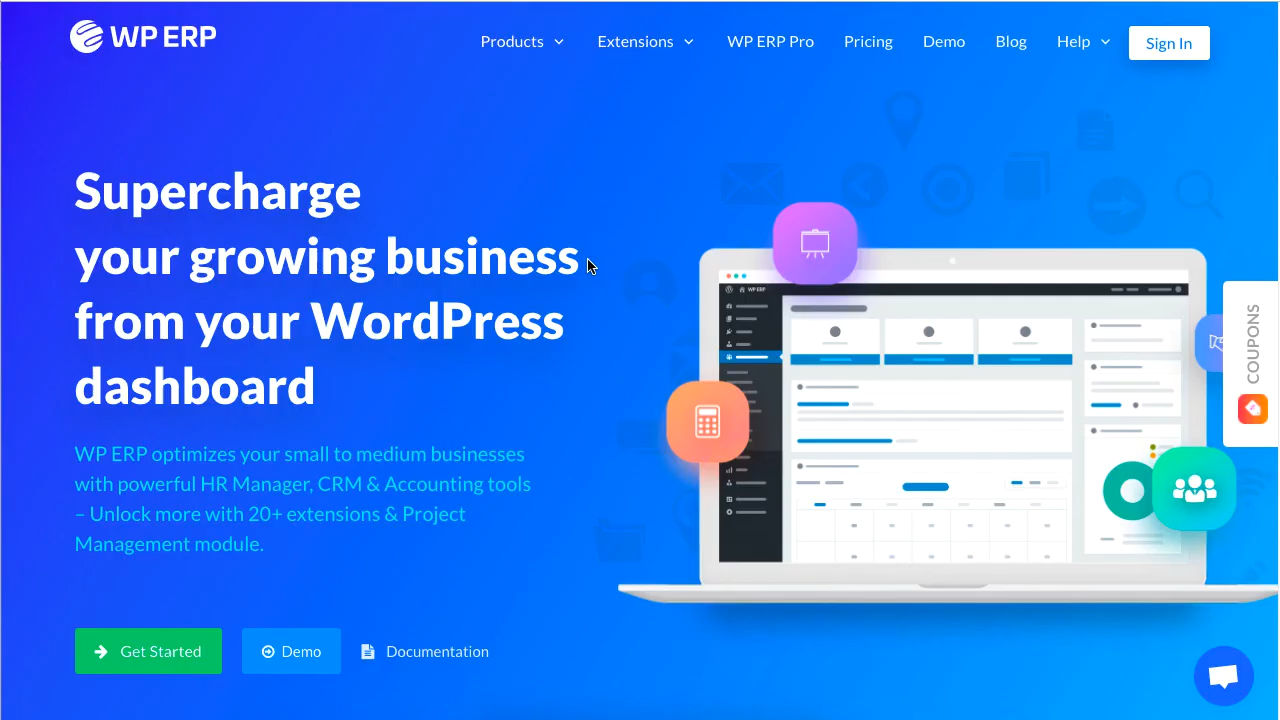 WP ERP
Products Extensions WP ERP Pro Pricing Demo Blog Help Sign In
Supercharge
your growing business
from your WordPress
dashboard
WP ERP optimizes your small to medium businesses
with powerful HR Manager, CRM & Accounting tools
– Unlock more with 20+ extensions & Project
Management module.
Get Started Demo Documentation
WP ERP
COUPONS